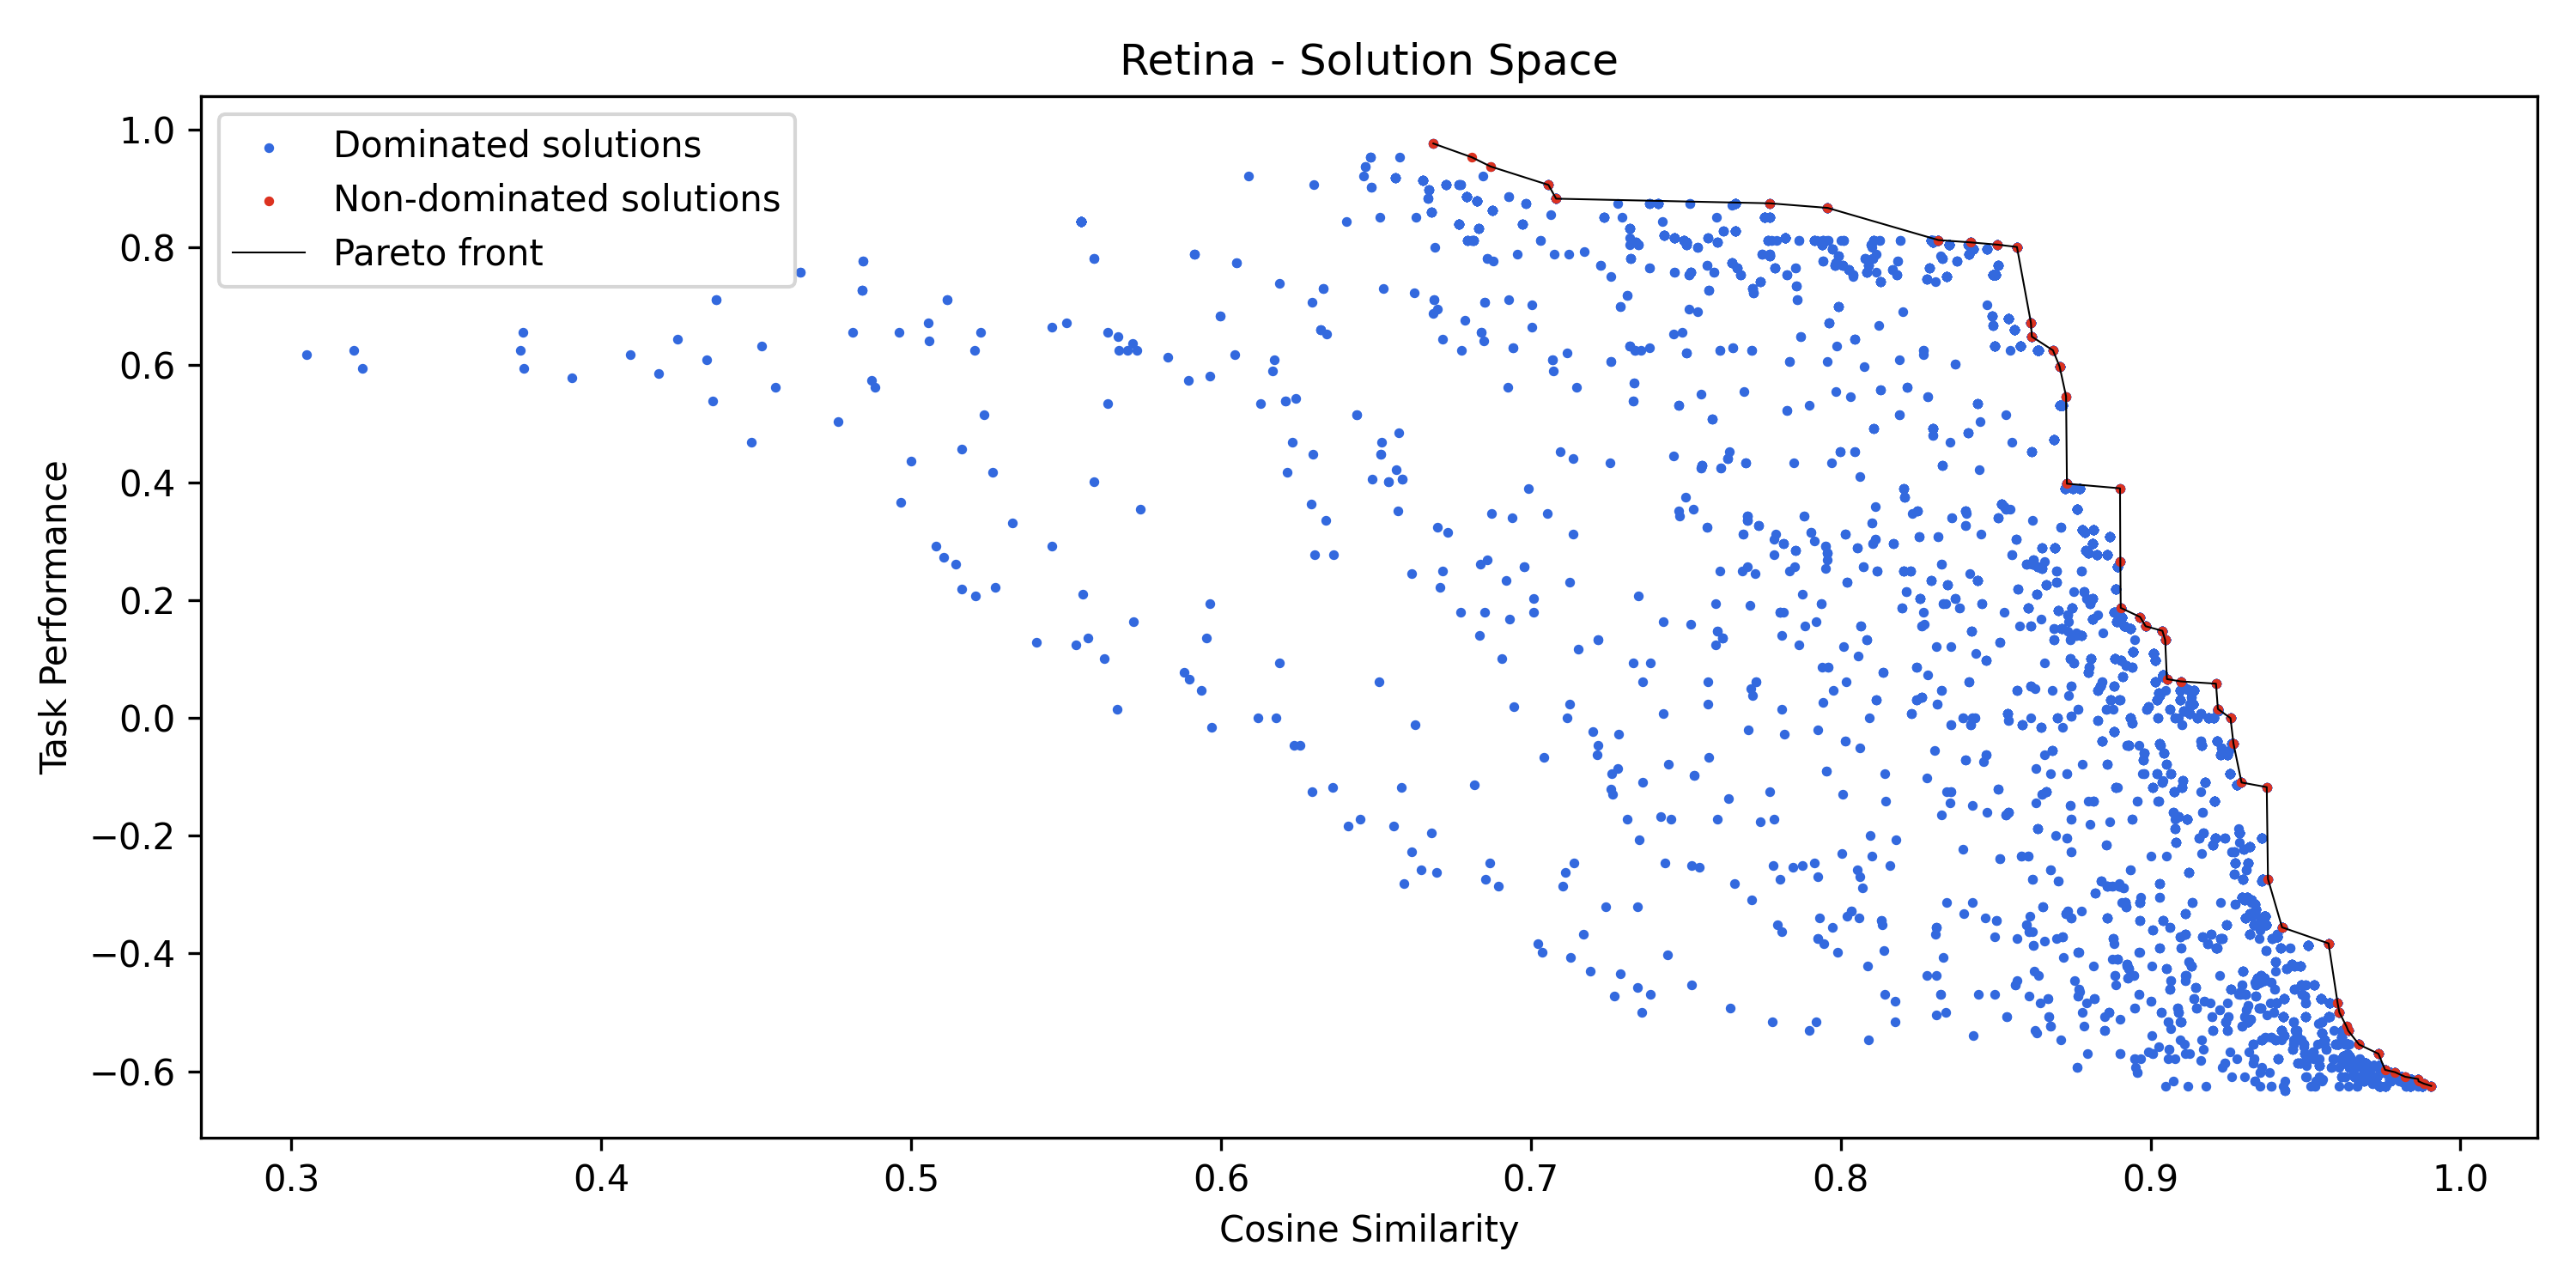 Retina - Solution Space
Dominated solutions
Non-dominated solutions
Pareto front
1.0
0.8
0.6
0.4
0.2
0.0
−0.2
−0.4
−0.6
Task Performance
0.3 0.4 0.5 0.6 0.7 0.8 0.9 1.0
Cosine Similarity